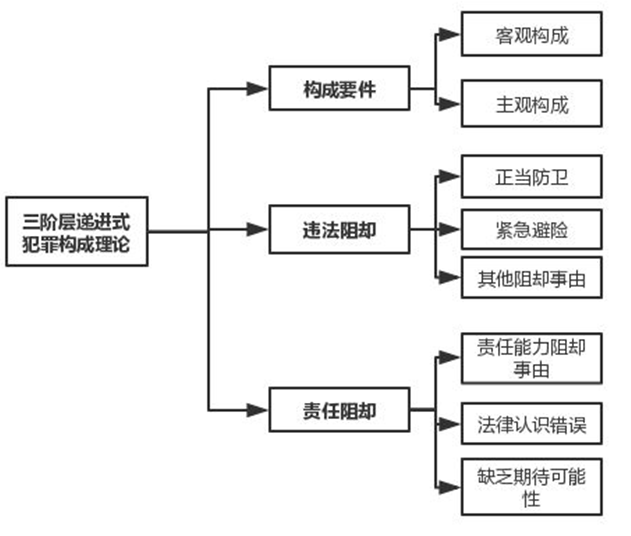 三阶层递进式
犯罪构成理论
构成要件
客观构成
主观构成
违法阻却
正当防卫
紧急避险
其他阻却事由
责任阻却
责任能力阻却
事由
法律认识错误
缺乏期待可能
性